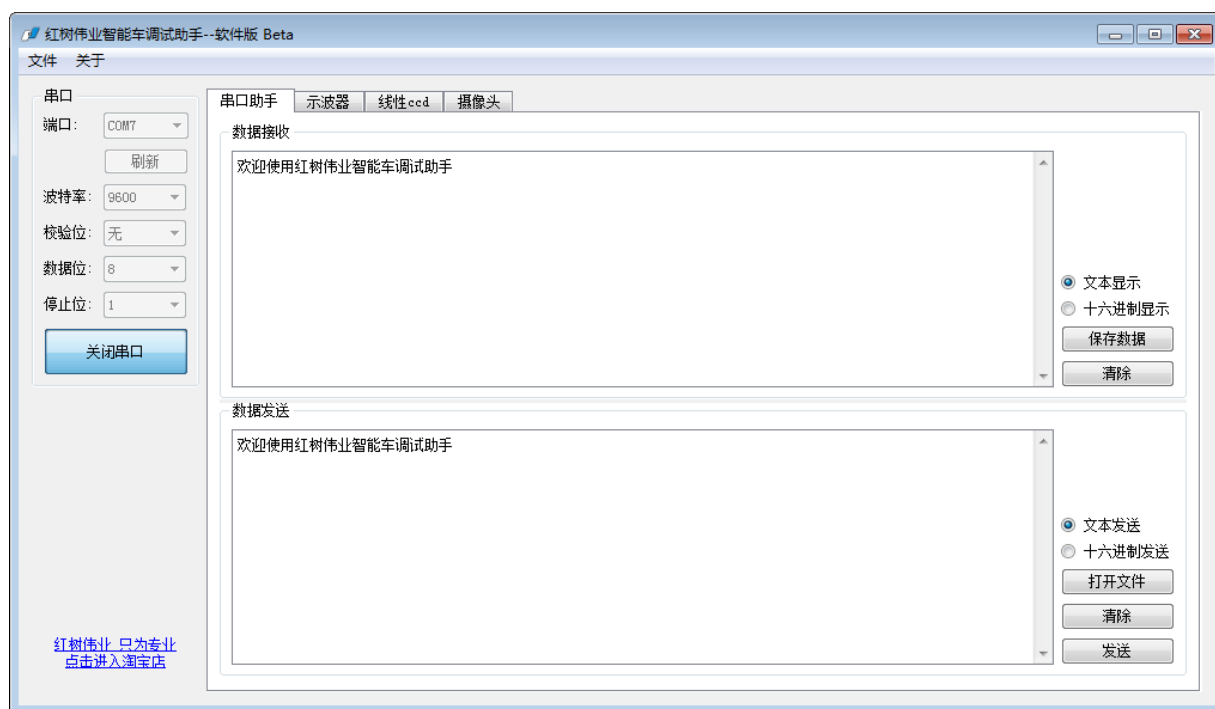 红树伟业智能车调试助手--软件版 Beta
文件 关于
串口
端口: COM7
刷新
波特率: 9600
校验位: 无
数据位: 8
停止位: 1
关闭串口
红树伟业 只为专业
点击进入淘宝店
串口助手 示波器 线性ccd 摄像头
数据接收
欢迎使用红树伟业智能车调试助手
文本显示
十六进制显示
保存数据
清除
数据发送
欢迎使用红树伟业智能车调试助手
文本发送
十六进制发送
打开文件
清除
发送